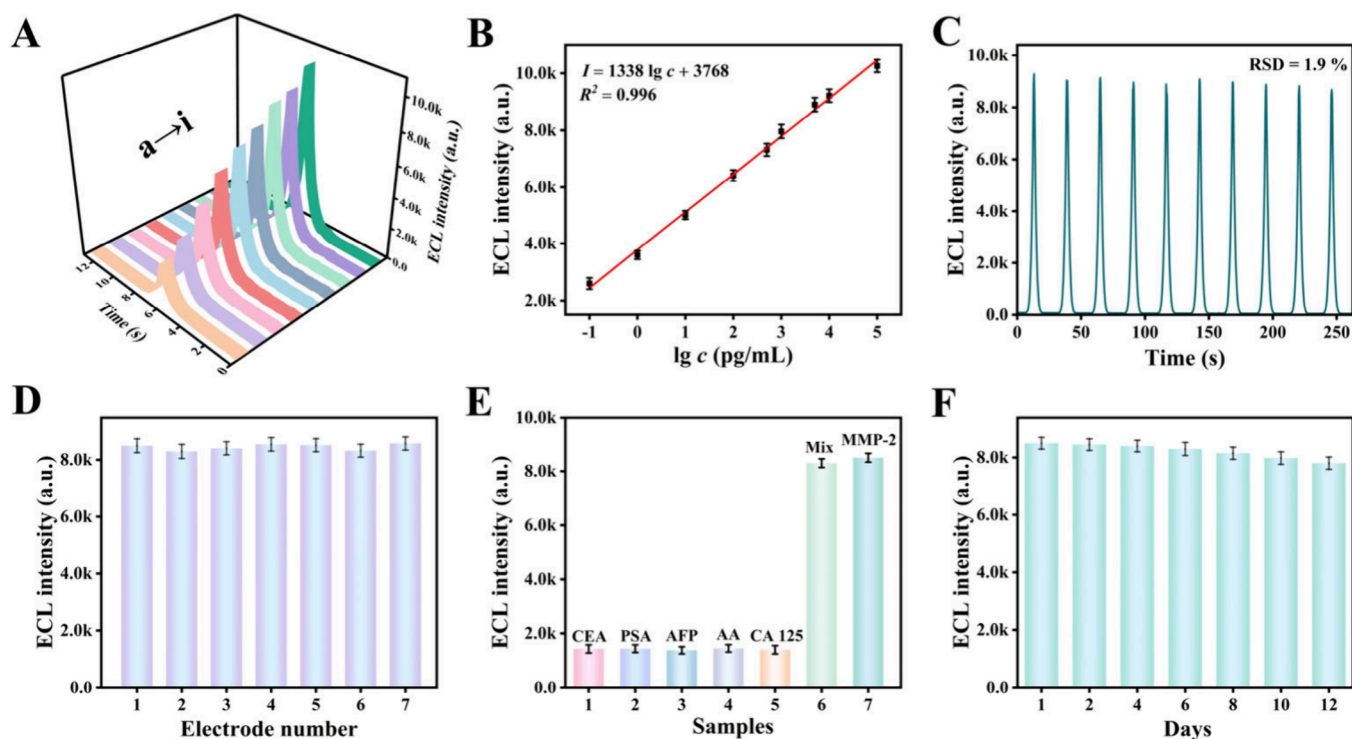 A
a→i
10.0k
8.0k
6.0k
4.0k
2.0k
0.0
ECL intensity (a.u.)
12
10
8
6
4
2
0
Time (s)
B
I = 1338 lg c + 3768
R² = 0.996
10.0k
8.0k
6.0k
4.0k
2.0k
ECL intensity (a.u.)
-1 0 1 2 3 4 5
lg c (pg/mL)
C
RSD = 1.9 %
10.0k
8.0k
6.0k
4.0k
2.0k
0.0
ECL intensity (a.u.)
0 50 100 150 200 250
Time (s)
D
8.0k
6.0k
4.0k
2.0k
0.0
ECL intensity (a.u.)
1 2 3 4 5 6 7
Electrode number
E
10.0k
8.0k
6.0k
4.0k
2.0k
0.0
ECL intensity (a.u.)
CEA PSA AFP AA CA 125 Mix MMP-2
1 2 3 4 5 6 7
Samples
F
8.0k
6.0k
4.0k
2.0k
0.0
ECL intensity (a.u.)
1 2 4 6 8 10 12
Days